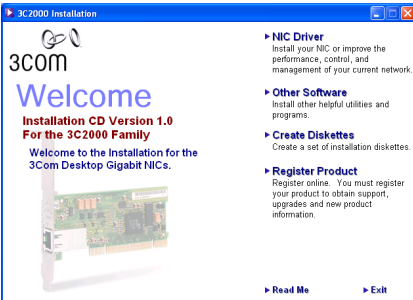 3C2000 Installation
3COM
Welcome
Installation CD Version 1.0
For the 3C2000 Family
Welcome to the Installation for the
3Com Desktop Gigabit NICs.
NIC Driver
Install your NIC or improve the
performance, control, and
management of your current network.
Other Software
Install other helpful utilities and
programs.
Create Diskettes
Create a set of installation diskettes.
Register Product
Register online. You must register
your product to obtain support,
upgrades and new product
information.
Read Me
Exit